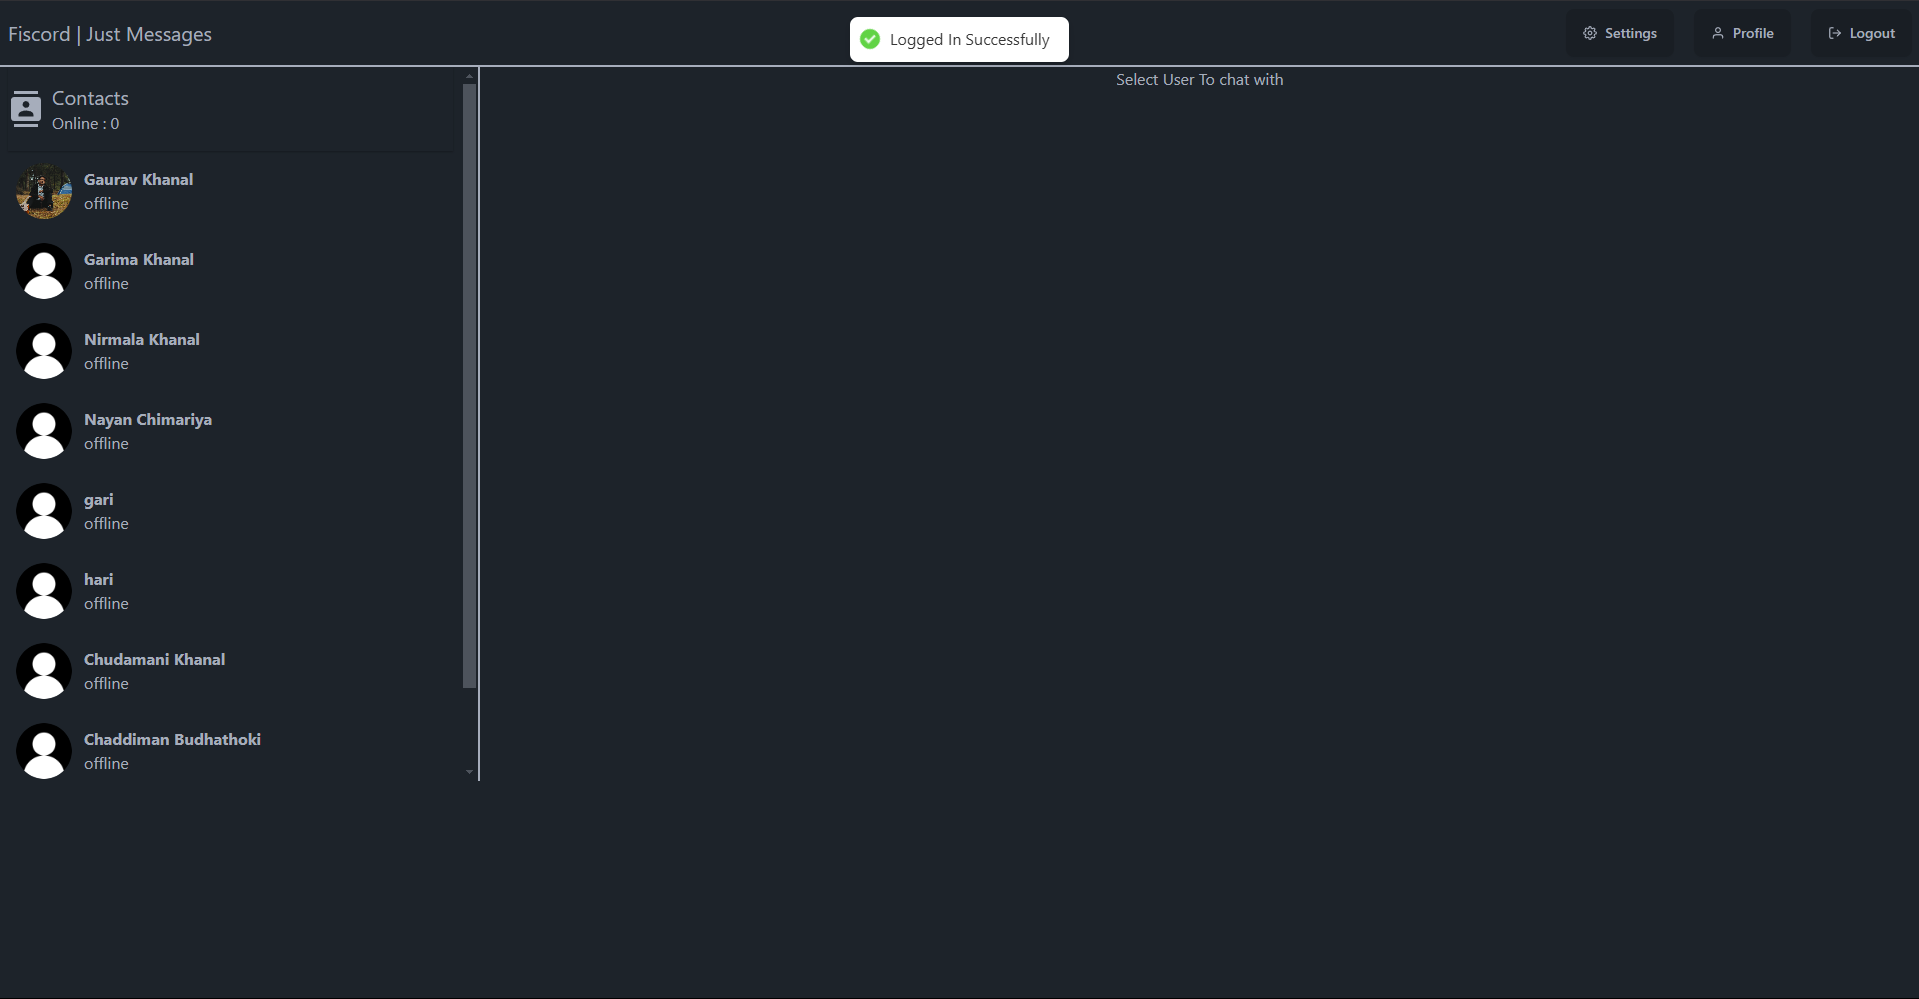 Fiscord | Just Messages
Logged In Successfully
Settings
Profile
Logout
Contacts
Online : 0
Select User To chat with
Gaurav Khanal
offline
Garima Khanal
offline
Nirmala Khanal
offline
Nayan Chimariya
offline
gari
offline
hari
offline
Chudamani Khanal
offline
Chaddiman Budhathoki
offline